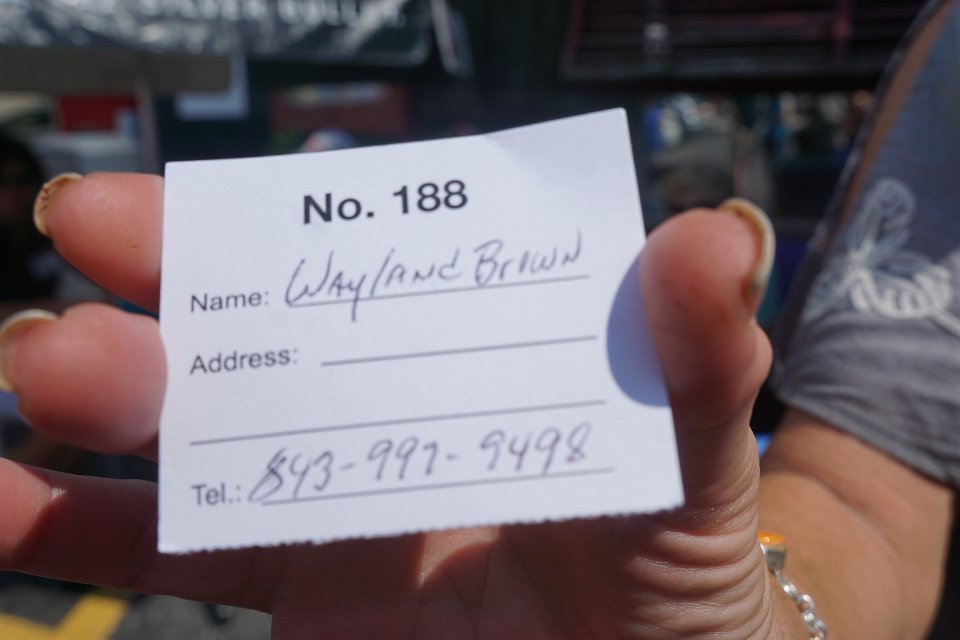 No. 188
Name: Wayland Brown
Address:
Tel.: 843-997-9498